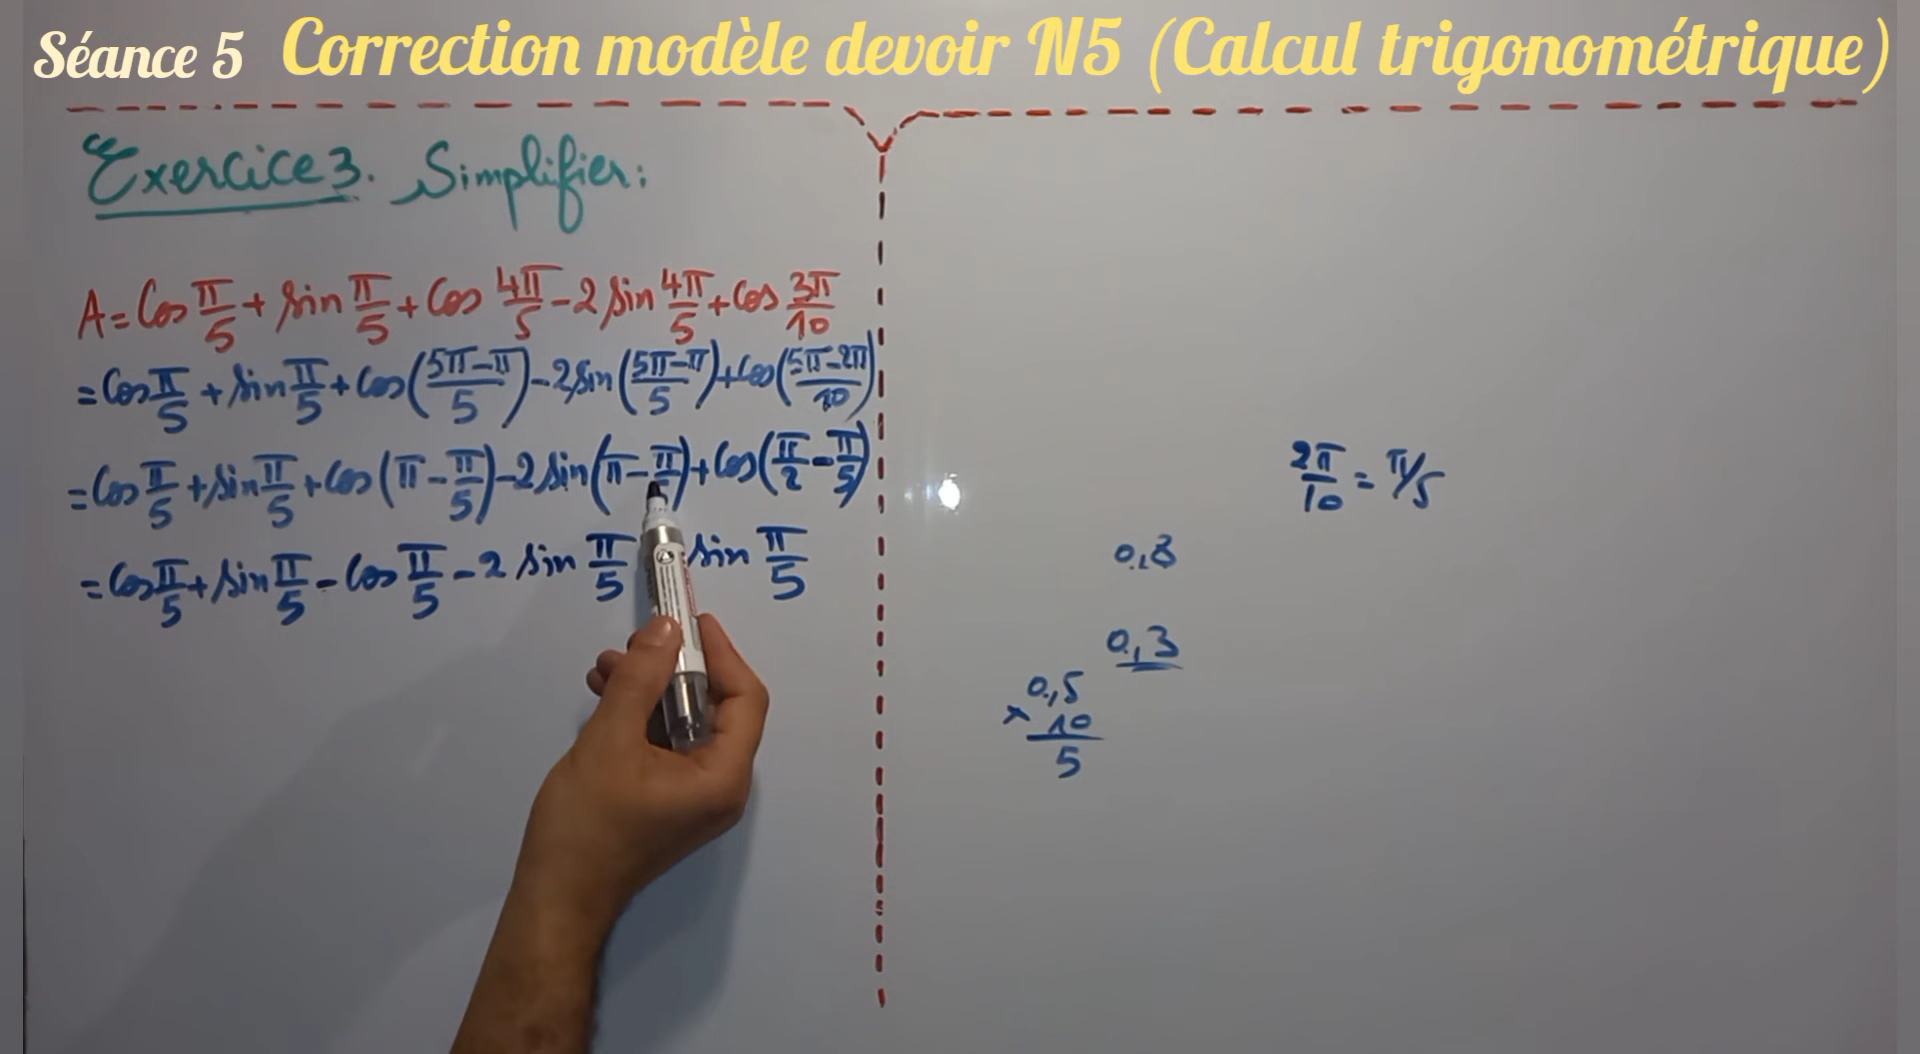 Séance 5 Correction modèle devoir N5 (Calcul trigonométrique)
Exercice 3. Simplifier:
A = Cos π/5 + sin π/5 + Cos 4π/5 - 2 sin 4π/5 + Cos 3π/10
= Cos π/5 + sin π/5 + Cos (5π-π/5) - 2 sin (5π-π/5) + Cos (5π-2π/10)
= Cos π/5 + sin π/5 + Cos (π - π/5) - 2 sin (π - π/) + Cos (π/2 - π/5)
= Cos π/5 + sin π/5 - Cos π/5 - 2 sin π/5 sin π/5
2π/10 = π/5
0,3
0,5
× 10
5